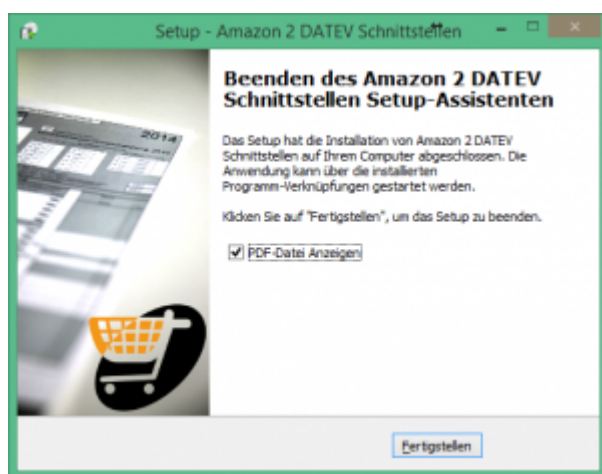 Setup - Amazon 2 DATEV Schnittstellen
2014
Beenden des Amazon 2 DATEV
Schnittstellen Setup-Assistenten
Das Setup hat die Installation von Amazon 2 DATEV
Schnittstellen auf Ihrem Computer abgeschlossen. Die
Anwendung kann über die installierten
Programm-Verknüpfungen gestartet werden.
Klicken Sie auf "Fertigstellen", um das Setup zu beenden.
PDF-Datei Anzeigen
Fertigstellen